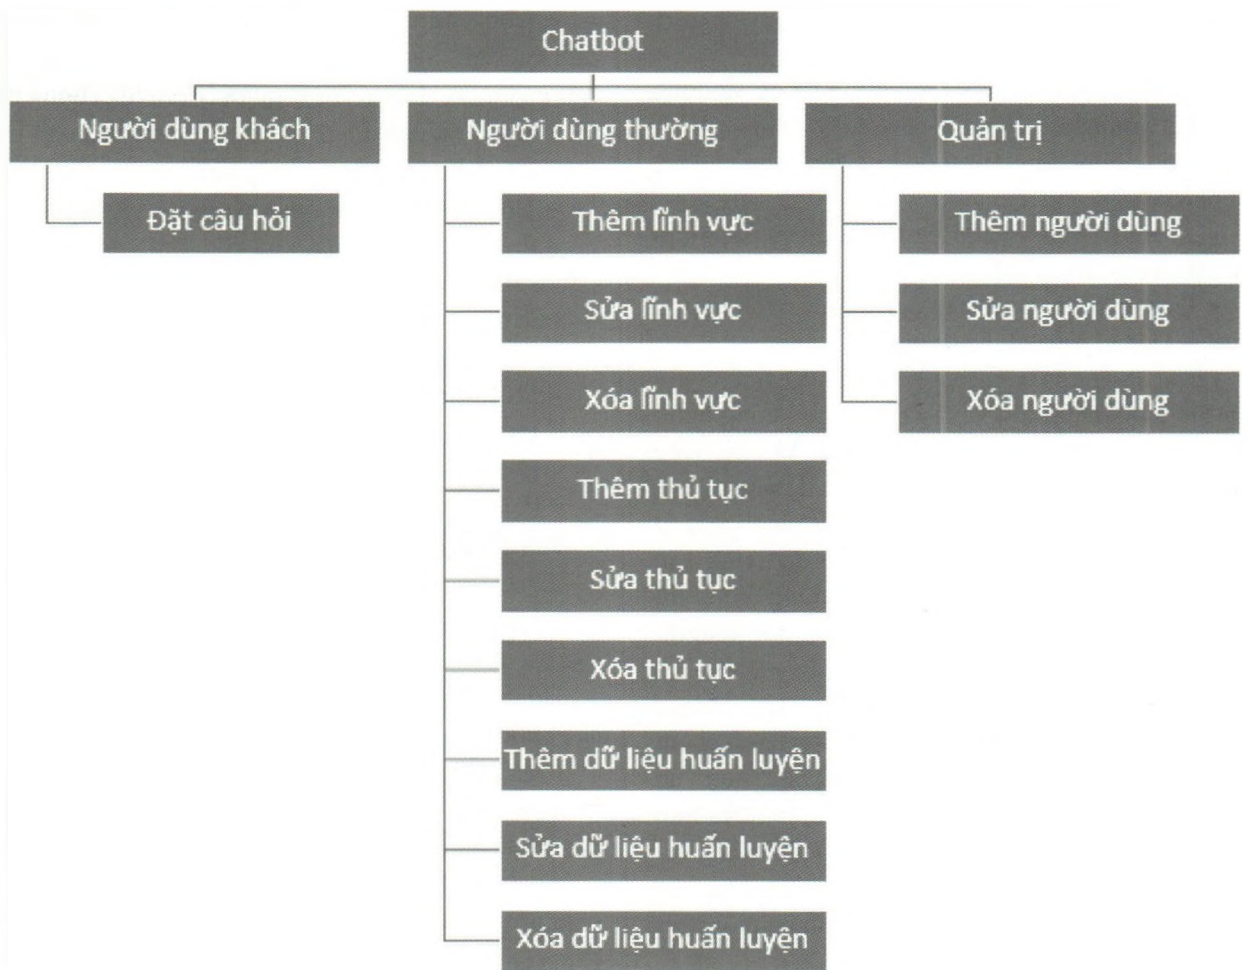 Chatbot
Người dùng khách
Đặt câu hỏi
Người dùng thường
Thêm lĩnh vực
Sửa lĩnh vực
Xóa lĩnh vực
Thêm thủ tục
Sửa thủ tục
Xóa thủ tục
Thêm dữ liệu huấn luyện
Sửa dữ liệu huấn luyện
Xóa dữ liệu huấn luyện
Quản trị
Thêm người dùng
Sửa người dùng
Xóa người dùng